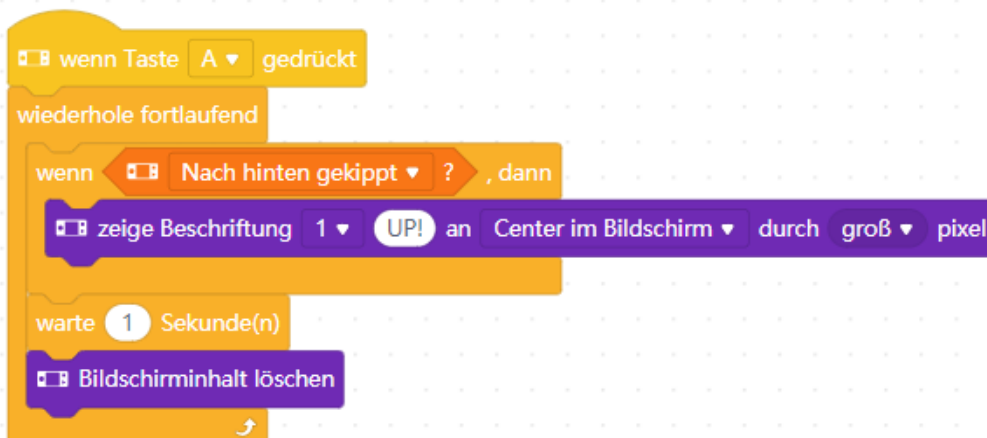 wenn Taste A gedrückt
wiederhole fortlaufend
wenn Nach hinten gekippt ? , dann
zeige Beschriftung 1 UP! an Center im Bildschirm durch groß pixel
warte 1 Sekunde(n)
Bildschirminhalt löschen